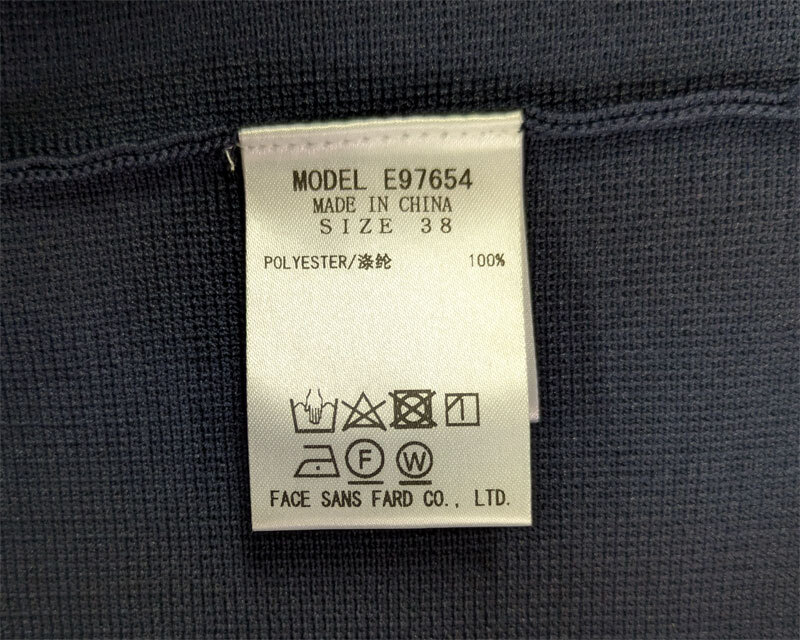 MODEL E97654
MADE IN CHINA
SIZE 38
POLYESTER/涤纶 100%
F W
FACE SANS FARD CO., LTD.